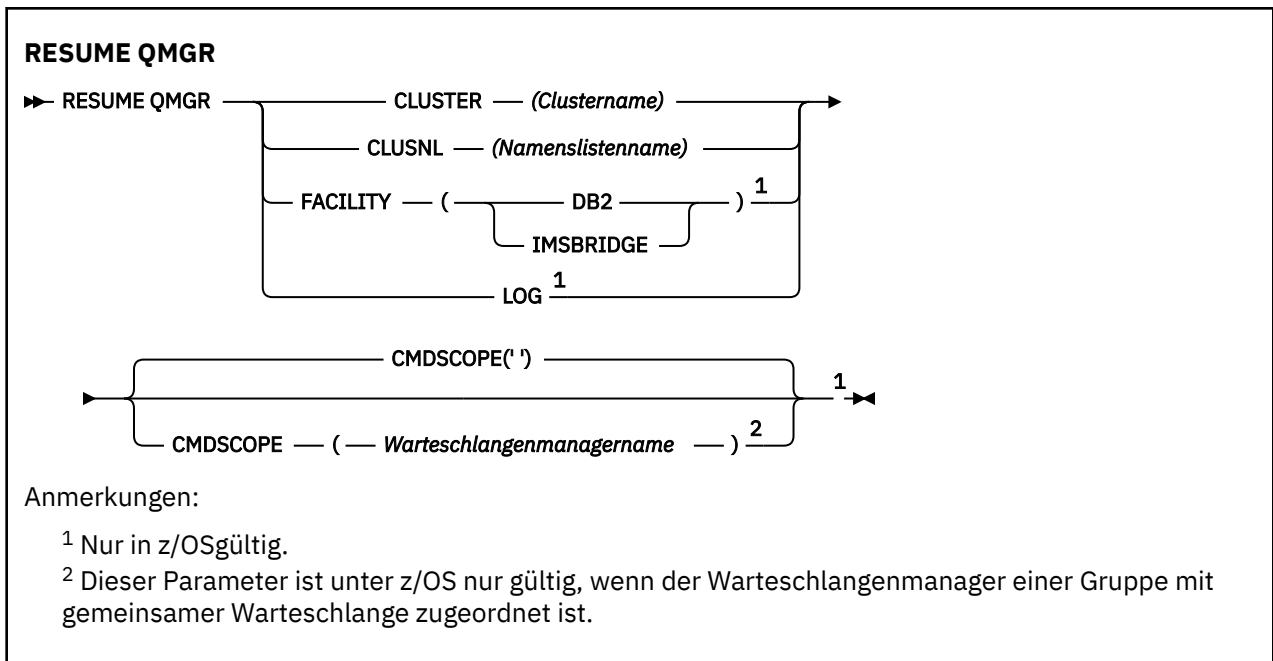 RESUME QMGR
RESUME QMGR CLUSTER (Clustername)
CLUSNL (Namenslistenname)
FACILITY ( DB2 ) 1
IMSBRIDGE
LOG 1
CMDSCOPE(' ')
1
CMDSCOPE ( Warteschlangenmanagername ) 2
Anmerkungen:
1 Nur in z/OSgültig.
2 Dieser Parameter ist unter z/OS nur gültig, wenn der Warteschlangenmanager einer Gruppe mit
gemeinsamer Warteschlange zugeordnet ist.